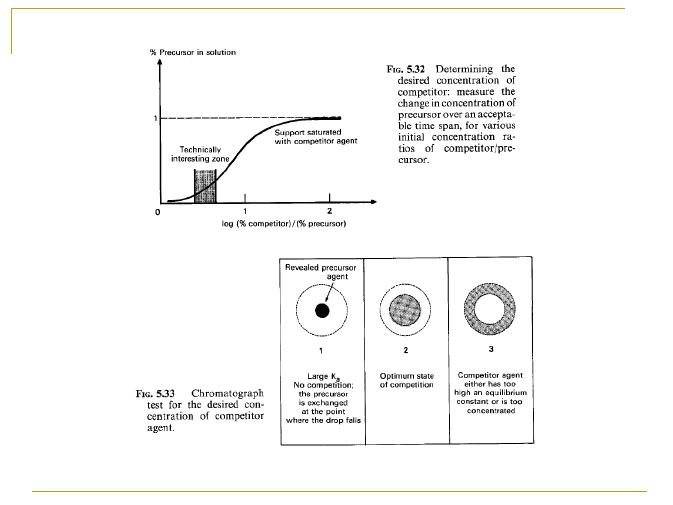 % Precursor in solution
1
Support saturated
with competitor agent
Technically
interesting zone
0
1
2
log (% competitor)/(% precursor)
FIG. 5.32 Determining the
desired concentration of
competitor: measure the
change in concentration of
precursor over an accepta-
ble time span, for various
initial concentration ra-
tios of competitor/pre-
cursor.
Revealed precursor
agent
1
2
3
Large Ka
No competition;
the precursor
is exchanged
at the point
where the drop falls
Optimum state
of competition
Competitor agent
either has too
high an equilibrium
constant or is too
concentrated
FIG. 5.33 Chromatograph
test for the desired con-
centration of competitor
agent.